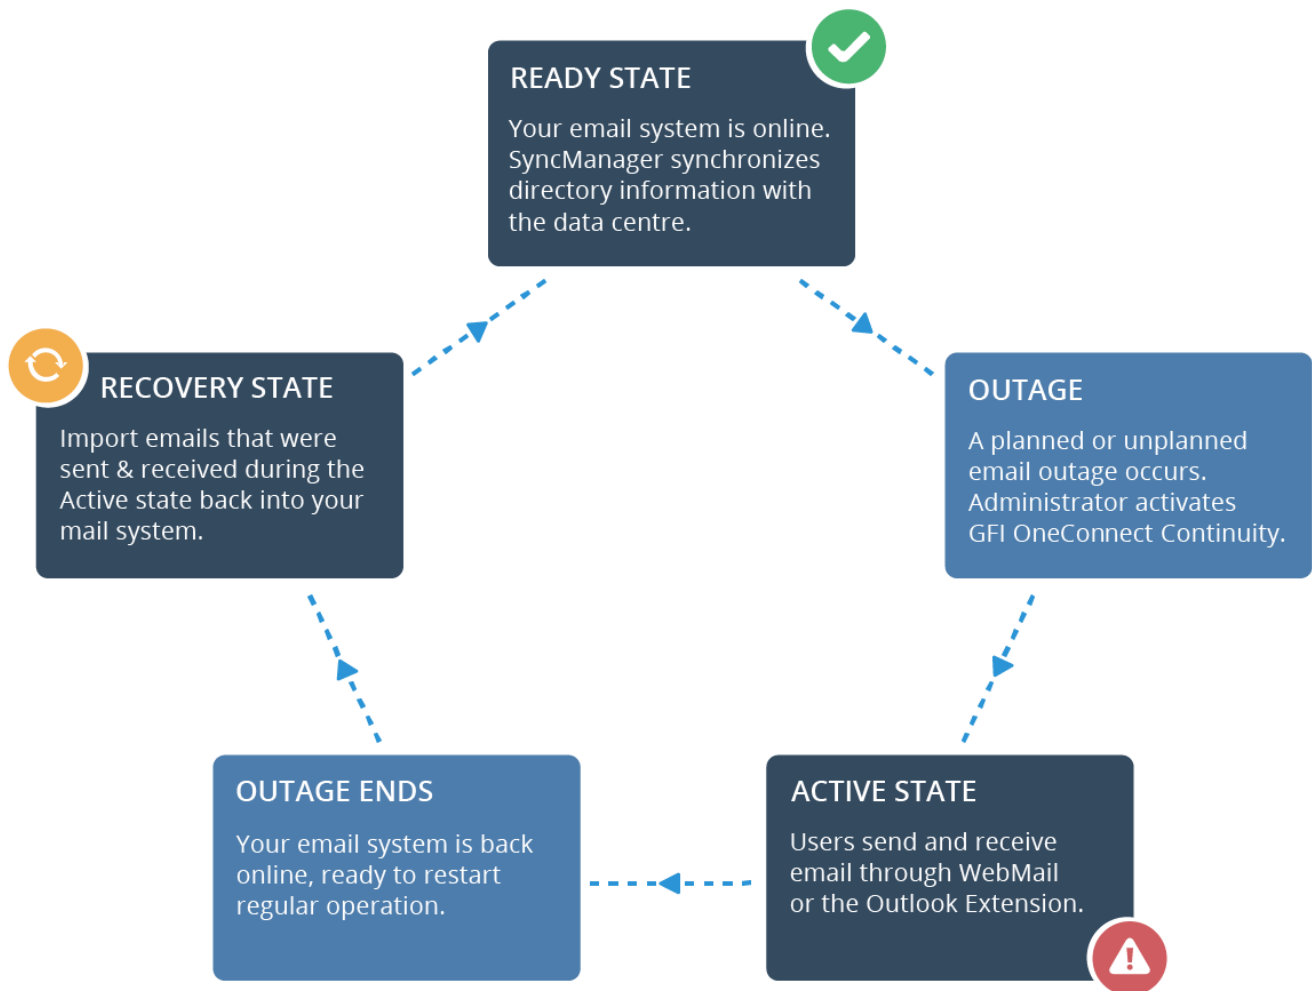 READY STATE
Your email system is online.
SyncManager synchronizes
directory information with
the data centre.
OUTAGE
A planned or unplanned
email outage occurs.
Administrator activates
GFI OneConnect Continuity.
ACTIVE STATE
Users send and receive
email through WebMail
or the Outlook Extension.
OUTAGE ENDS
Your email system is back
online, ready to restart
regular operation.
RECOVERY STATE
Import emails that were
sent & received during the
Active state back into your
mail system.